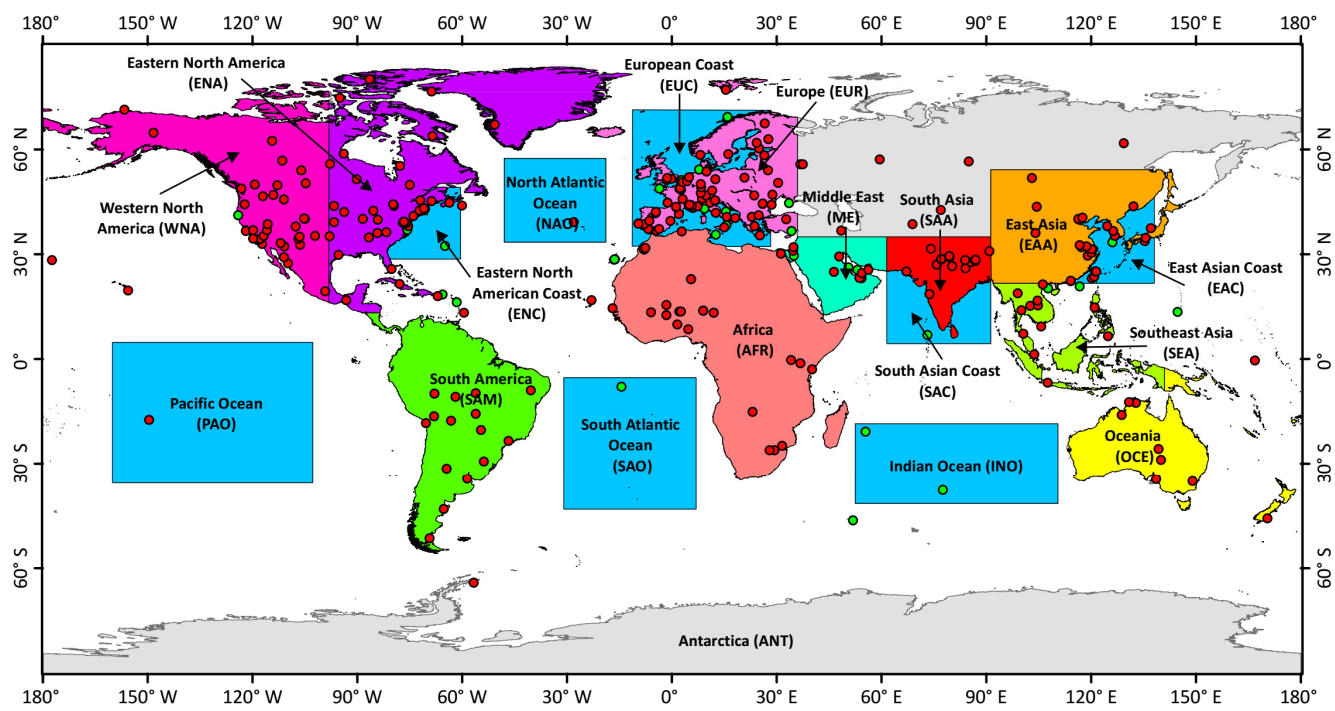 180° 150° W 120° W 90° W 60° W 30° W 0° 30° E 60° E 90° E 120° E 150° E 180°
60° N
30° N
0°
30° S
60° S
60° N
30° N
0°
30° S
60° S
Eastern North America
(ENA)
European Coast
(EUC)
Europe (EUR)
Western North
America (WNA)
North Atlantic
Ocean
(NAO)
Middle East
(ME)
South Asia
(SAA)
East Asia
(EAA)
Eastern North
American Coast
(ENC)
East Asian Coast
(EAC)
Africa
(AFR)
Southeast Asia
(SEA)
South Asian Coast
(SAC)
South America
(SAM)
Pacific Ocean
(PAO)
South Atlantic
Ocean
(SAO)
Indian Ocean (INO)
Oceania
(OCE)
Antarctica (ANT)
180° 150° W 120° W 90° W 60° W 30° W 0° 30° E 60° E 90° E 120° E 150° E 180°